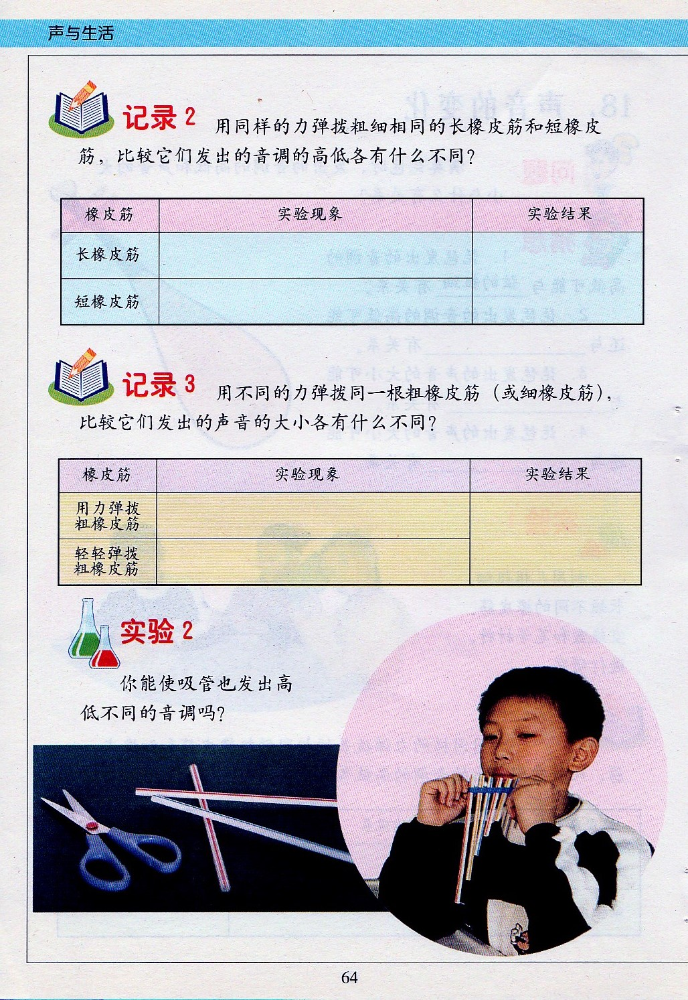 声与生活
记录2 用同样的力弹拨粗细相同的长橡皮筋和短橡皮
筋，比较它们发出的音调的高低各有什么不同？
橡皮筋 实验现象 实验结果
长橡皮筋
短橡皮筋
记录3 用不同的力弹拨同一根粗橡皮筋（或细橡皮筋），
比较它们发出的声音的大小各有什么不同？
橡皮筋 实验现象 实验结果
用力弹拨
粗橡皮筋
轻轻弹拨
粗橡皮筋
实验2
你能使吸管也发出高
低不同的音调吗？
64